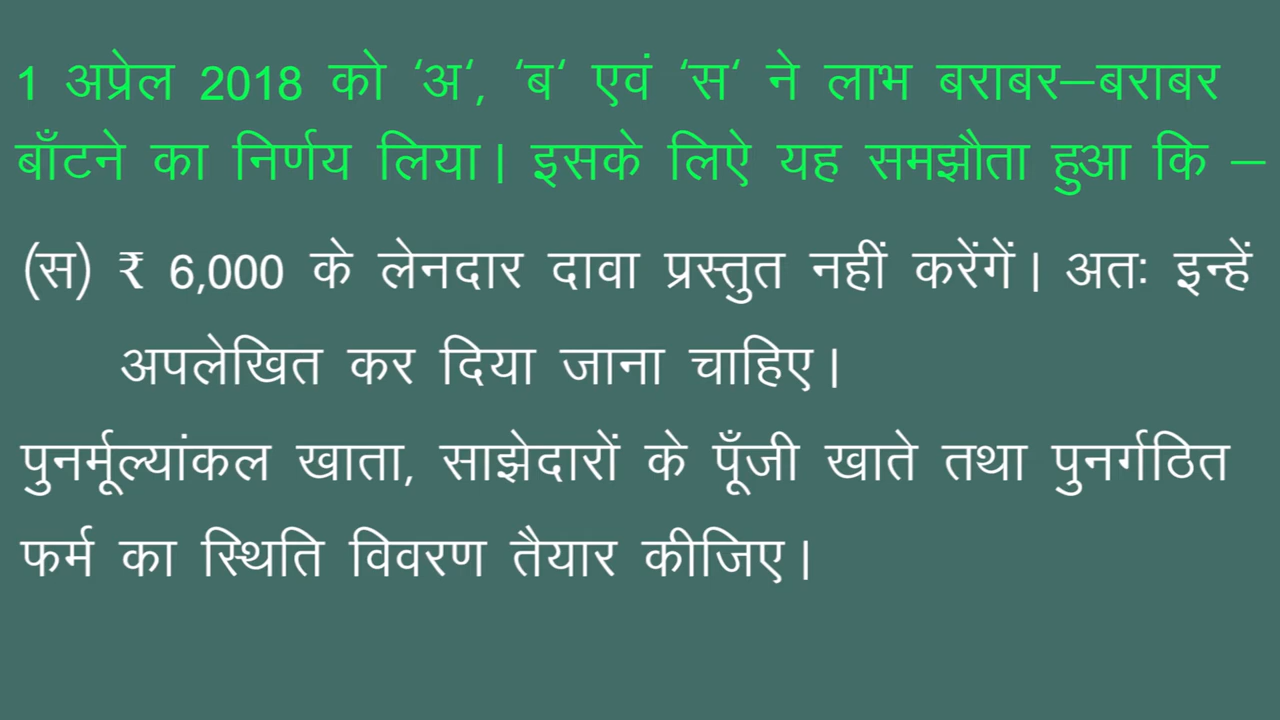 1 अप्रेल 2018 को ‘अ‘, ‘ब‘ एवं ‘स‘ ने लाभ बराबर–बराबर
बाँटने का निर्णय लिया। इसके लिऐ यह समझौता हुआ कि –
(स) ₹ 6,000 के लेनदार दावा प्रस्तुत नहीं करेंगें। अतः इन्हें
अपलेखित कर दिया जाना चाहिए।
पुनर्मूल्यांकल खाता, साझेदारों के पूँजी खाते तथा पुनर्गठित
फर्म का स्थिति विवरण तैयार कीजिए।